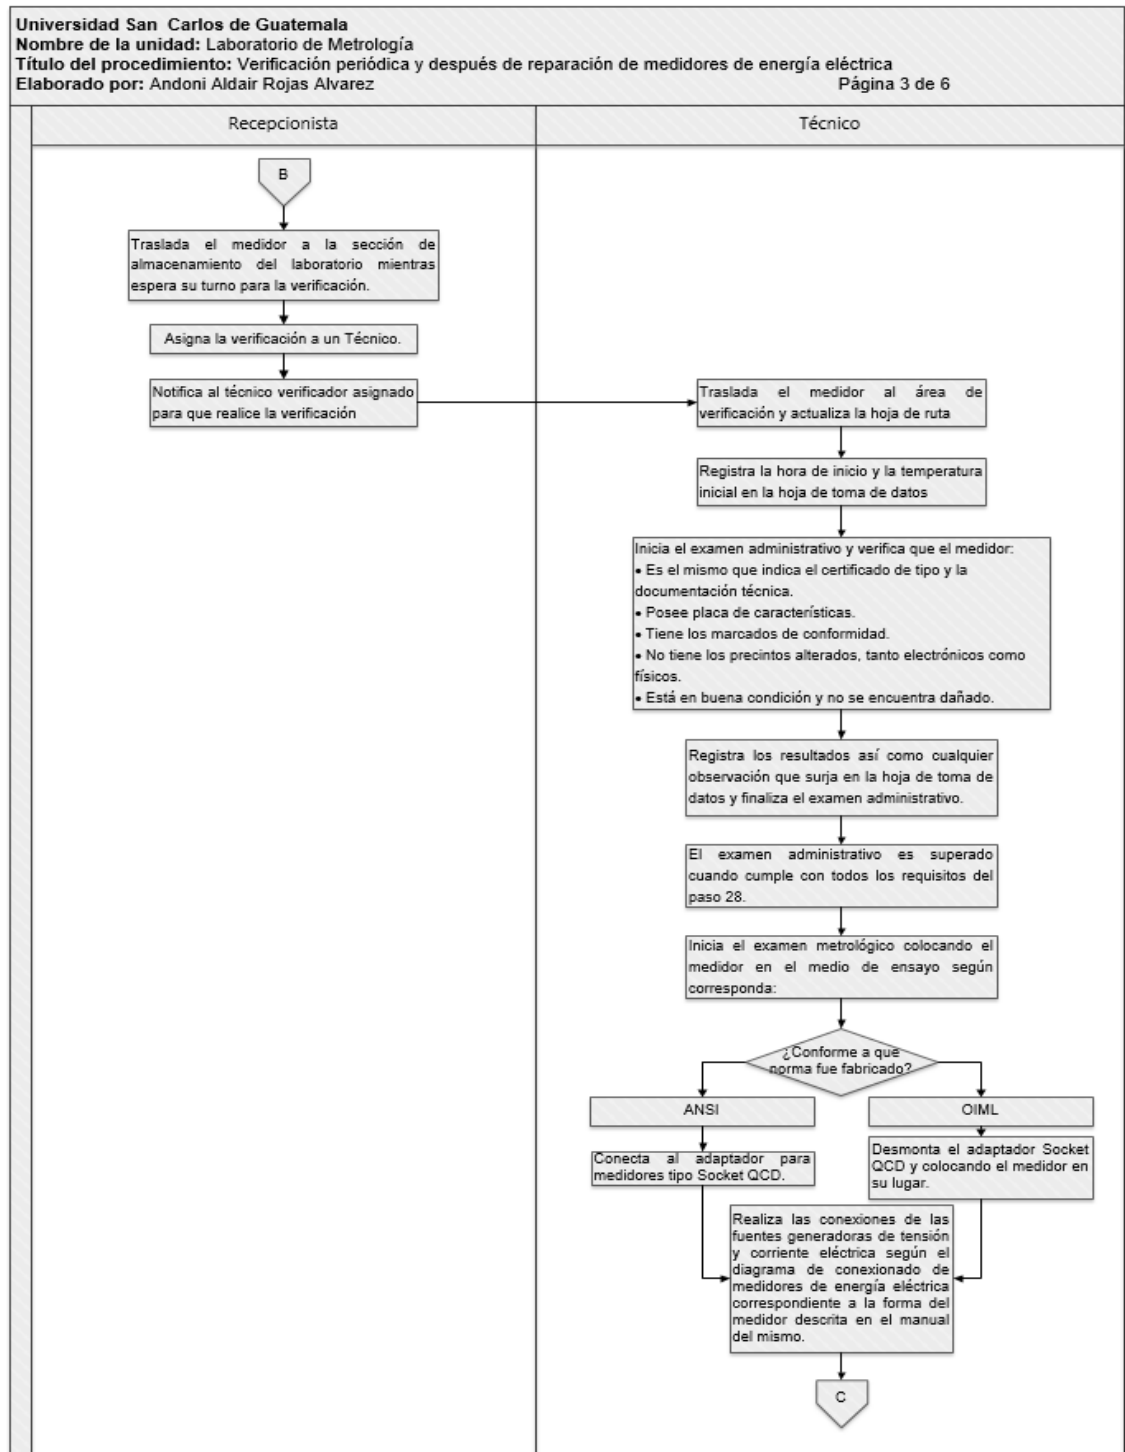 Universidad San Carlos de Guatemala
Nombre de la unidad: Laboratorio de Metrología
Título del procedimiento: Verificación periódica y después de reparación de medidores de energía eléctrica
Elaborado por: Andoni Aldair Rojas Alvarez Página 3 de 6
Recepcionista
Técnico
B
Traslada el medidor a la sección de
almacenamiento del laboratorio mientras
espera su turno para la verificación.
Asigna la verificación a un Técnico.
Notifica al técnico verificador asignado
para que realice la verificación
Traslada el medidor al área de
verificación y actualiza la hoja de ruta
Registra la hora de inicio y la temperatura
inicial en la hoja de toma de datos
Inicia el examen administrativo y verifica que el medidor:
• Es el mismo que indica el certificado de tipo y la
documentación técnica.
• Posee placa de características.
• Tiene los marcados de conformidad.
• No tiene los precintos alterados, tanto electrónicos como
físicos.
• Está en buena condición y no se encuentra dañado.
Registra los resultados así como cualquier
observación que surja en la hoja de toma de
datos y finaliza el examen administrativo.
El examen administrativo es superado
cuando cumple con todos los requisitos del
paso 28.
Inicia el examen metrológico colocando el
medidor en el medio de ensayo según
corresponda:
¿Conforme a que
norma fue fabricado?
ANSI
OIML
Conecta al adaptador para
medidores tipo Socket QCD.
Desmonta el adaptador Socket
QCD y colocando el medidor en
su lugar.
Realiza las conexiones de las
fuentes generadoras de tensión
y corriente eléctrica según el
diagrama de conexionado de
medidores de energía eléctrica
correspondiente a la forma del
medidor descrita en el manual
del mismo.
C